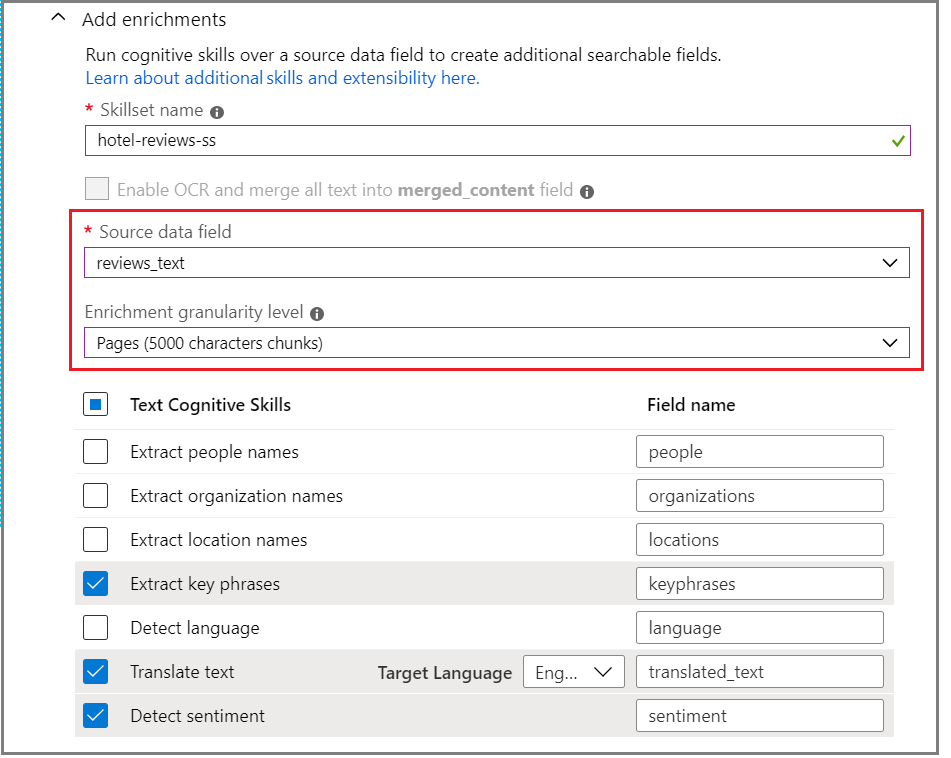 Add enrichments
Run cognitive skills over a source data field to create additional searchable fields.
Learn about additional skills and extensibility here.
* Skillset name
hotel-reviews-ss
Enable OCR and merge all text into merged_content field
* Source data field
reviews_text
Enrichment granularity level
Pages (5000 characters chunks)
Text Cognitive Skills Field name
Extract people names people
Extract organization names organizations
Extract location names locations
Extract key phrases keyphrases
Detect language language
Translate text Target Language Eng... translated_text
Detect sentiment sentiment